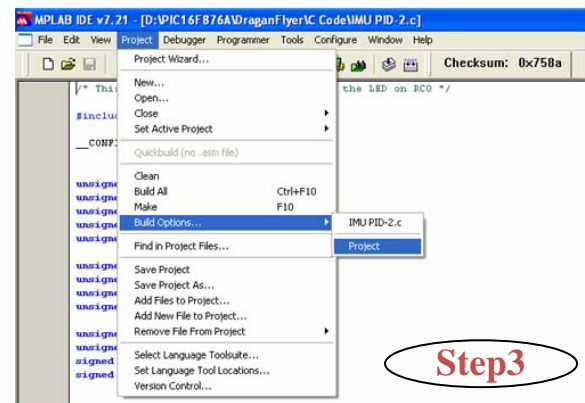 MPLAB IDE v7.21 - [D:\PIC16F876A\DraganFlyer\C Code\IMU PID-2.c]
File Edit View Project Debugger Programmer Tools Configure Window Help
Checksum: 0x758a
Project Wizard...
/* This the LED on RC0 */
New...
Open...
Close
Set Active Project
Quickbuild (no .asm file)
Clean
Build All Ctrl+F10
Make F10
Build Options... IMU PID-2.c
Find in Project Files... Project
Save Project
Save Project As...
Add Files to Project...
Add New File to Project...
Remove File From Project
Select Language Toolsuite...
Set Language Tool Locations...
Version Control...
#inclu
__CONF
unsigne
unsigne
unsigne
unsigne
unsigne
unsigne
unsigne
unsigne
unsigne
unsigne
unsigne
signed
signed
Step3